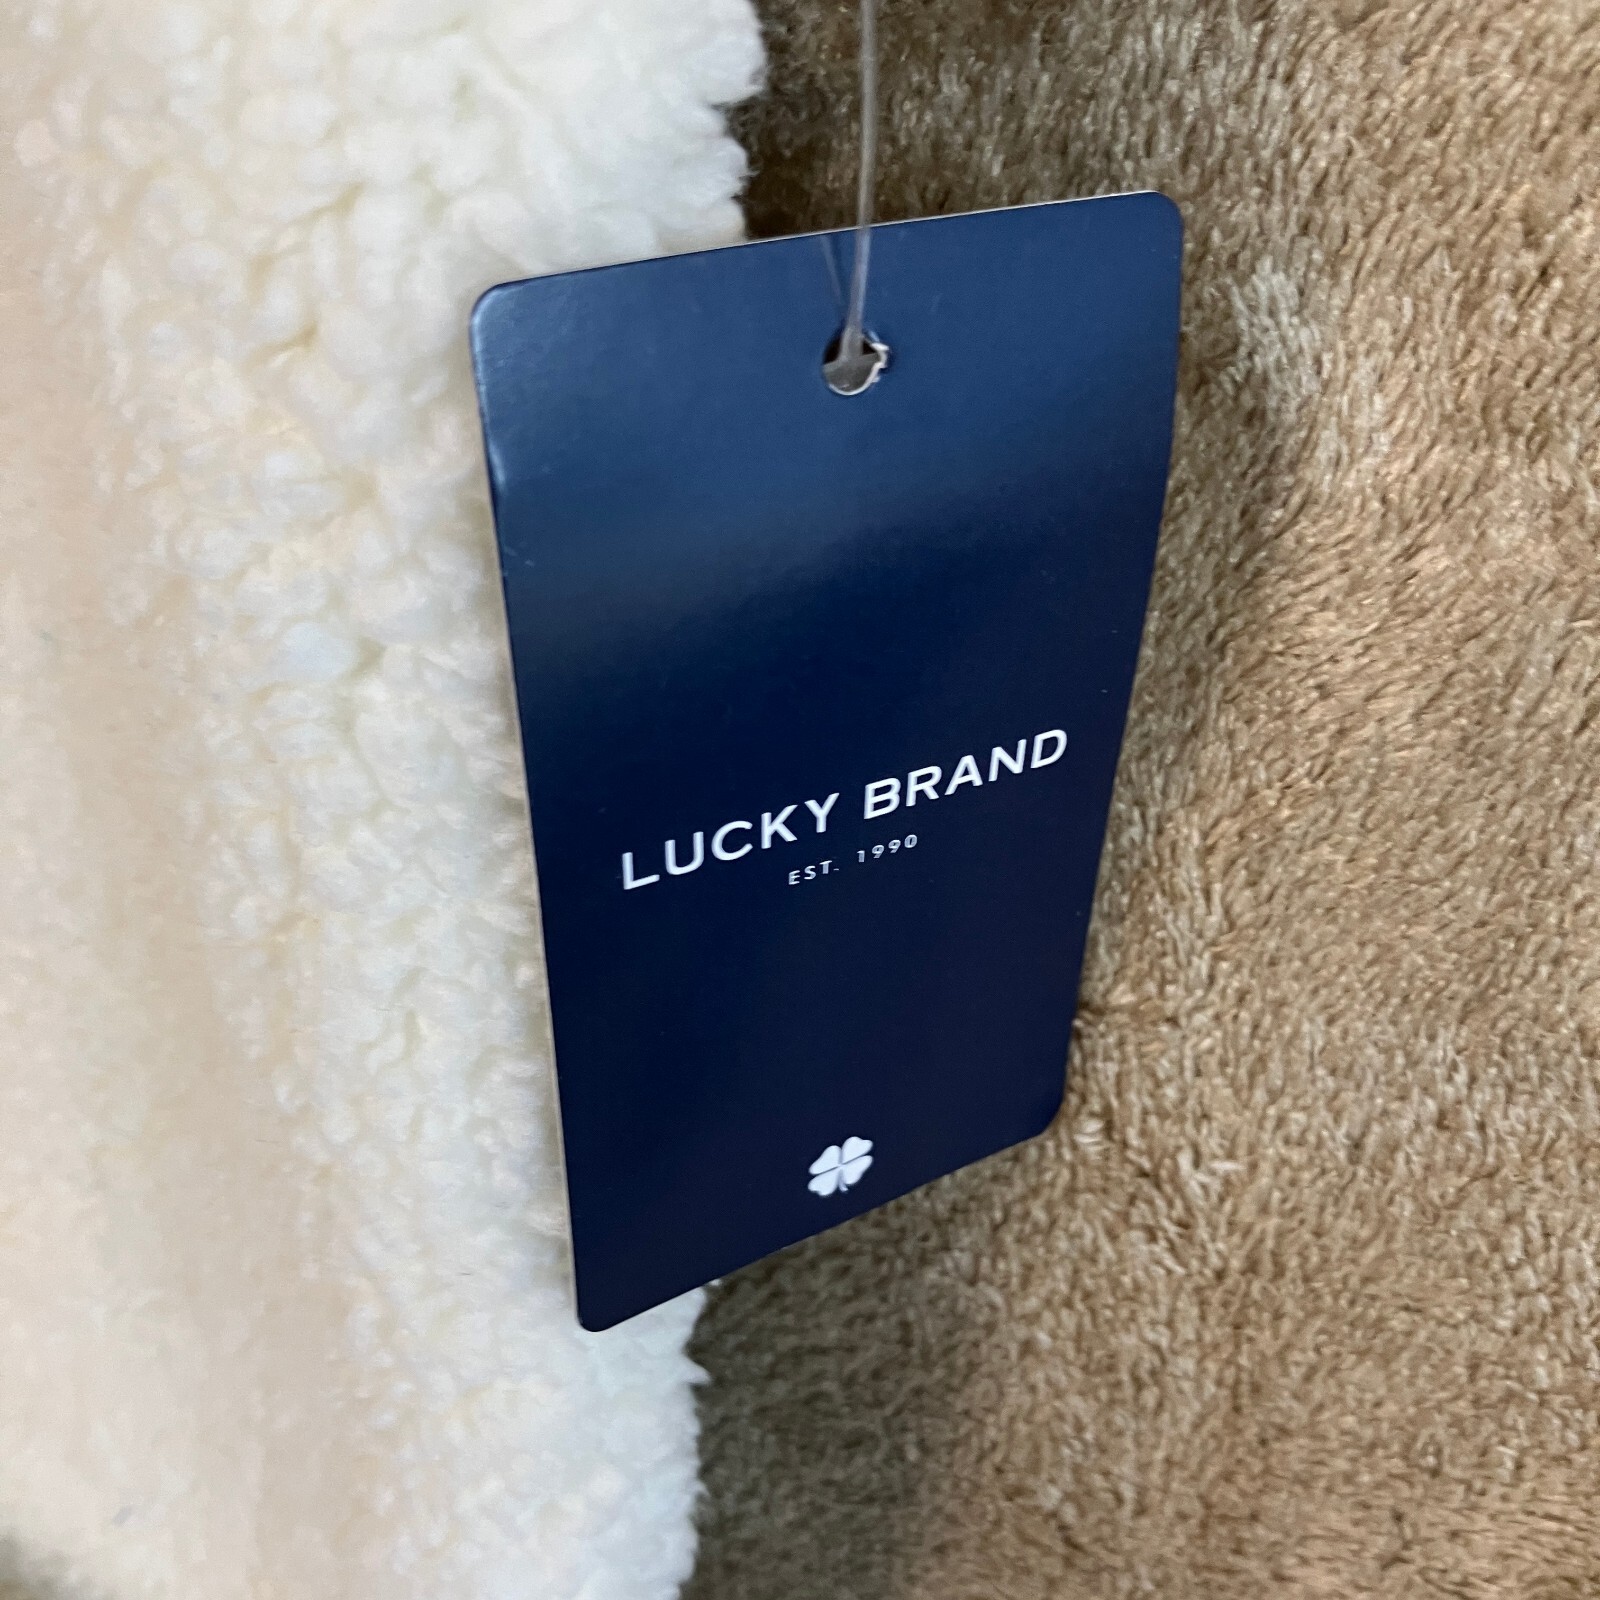 LUCKY BRAND
EST. 1990